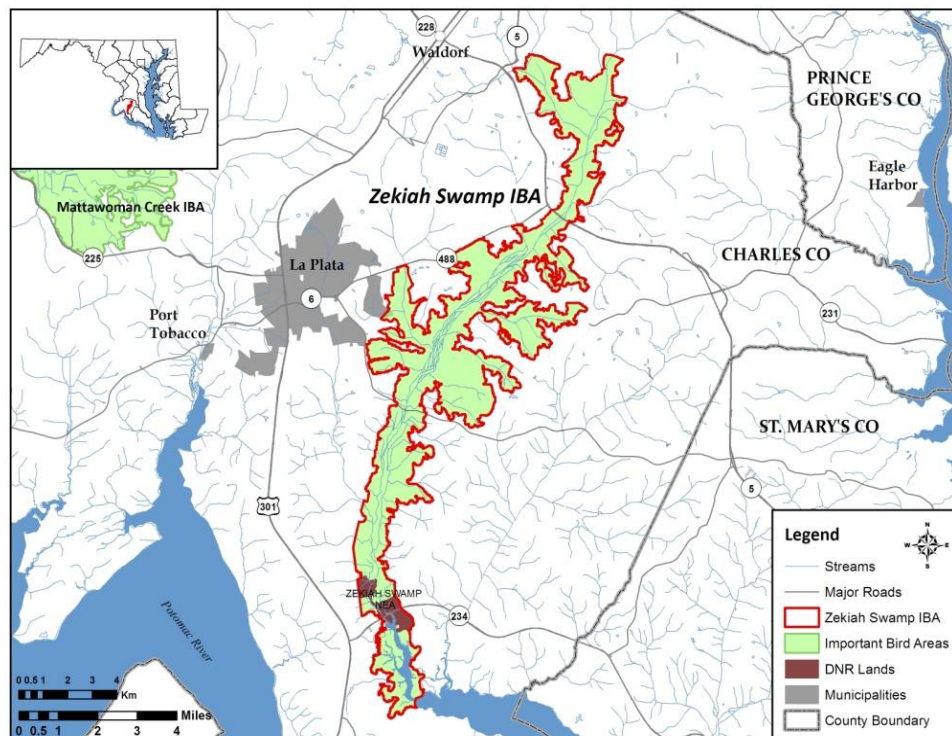 228
5
Waldorf
PRINCE
GEORGE'S CO
Eagle
Harbor
Mattawoman Creek IBA
Zekiah Swamp IBA
225
La Plata
488
CHARLES CO
6
231
Port
Tobacco
ST. MARY'S CO
5
301
ZEKIAH SWAMP
NEA
234
Potomac River
Legend
N
W E
S
Streams
Major Roads
Zekiah Swamp IBA
Important Bird Areas
DNR Lands
Municipalities
County Boundary
0 0.5 1 2 3 4
Km
Miles
0 0.5 1 2 3 4